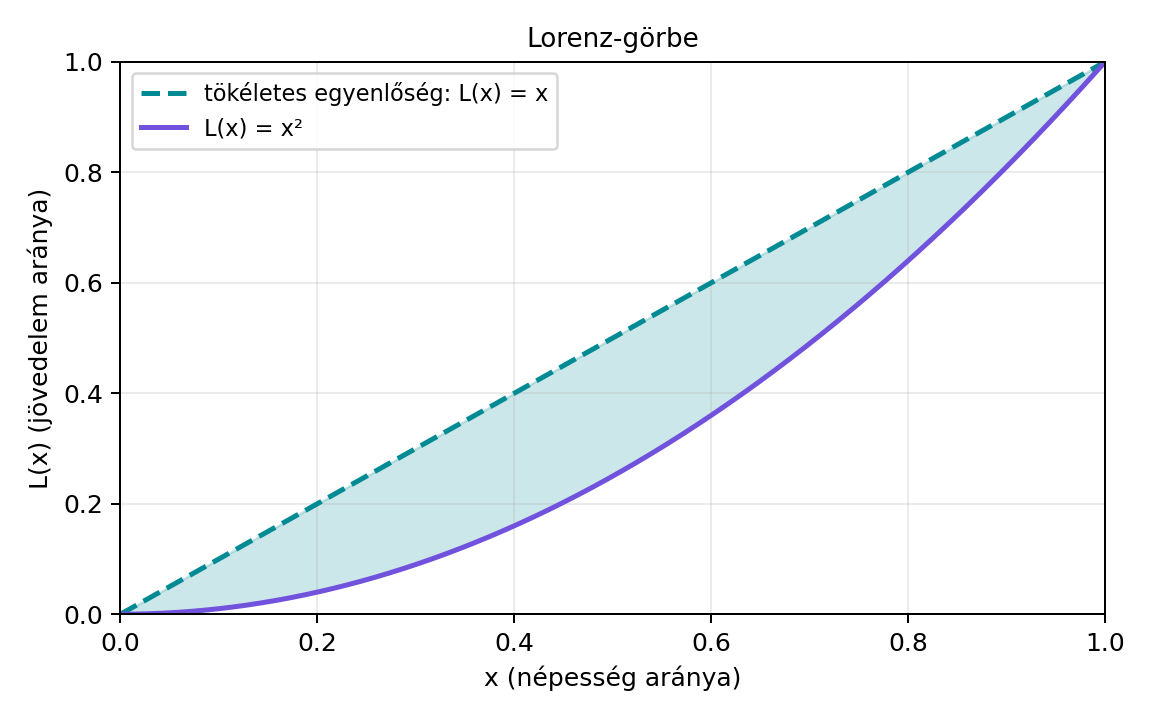 Lorenz-görbe
tökéletes egyenlőség: L(x) = x
L(x) = x²
L(x) (jövedelem aránya)
1.0
0.8
0.6
0.4
0.2
0.0
0.0 0.2 0.4 0.6 0.8 1.0
x (népesség aránya)